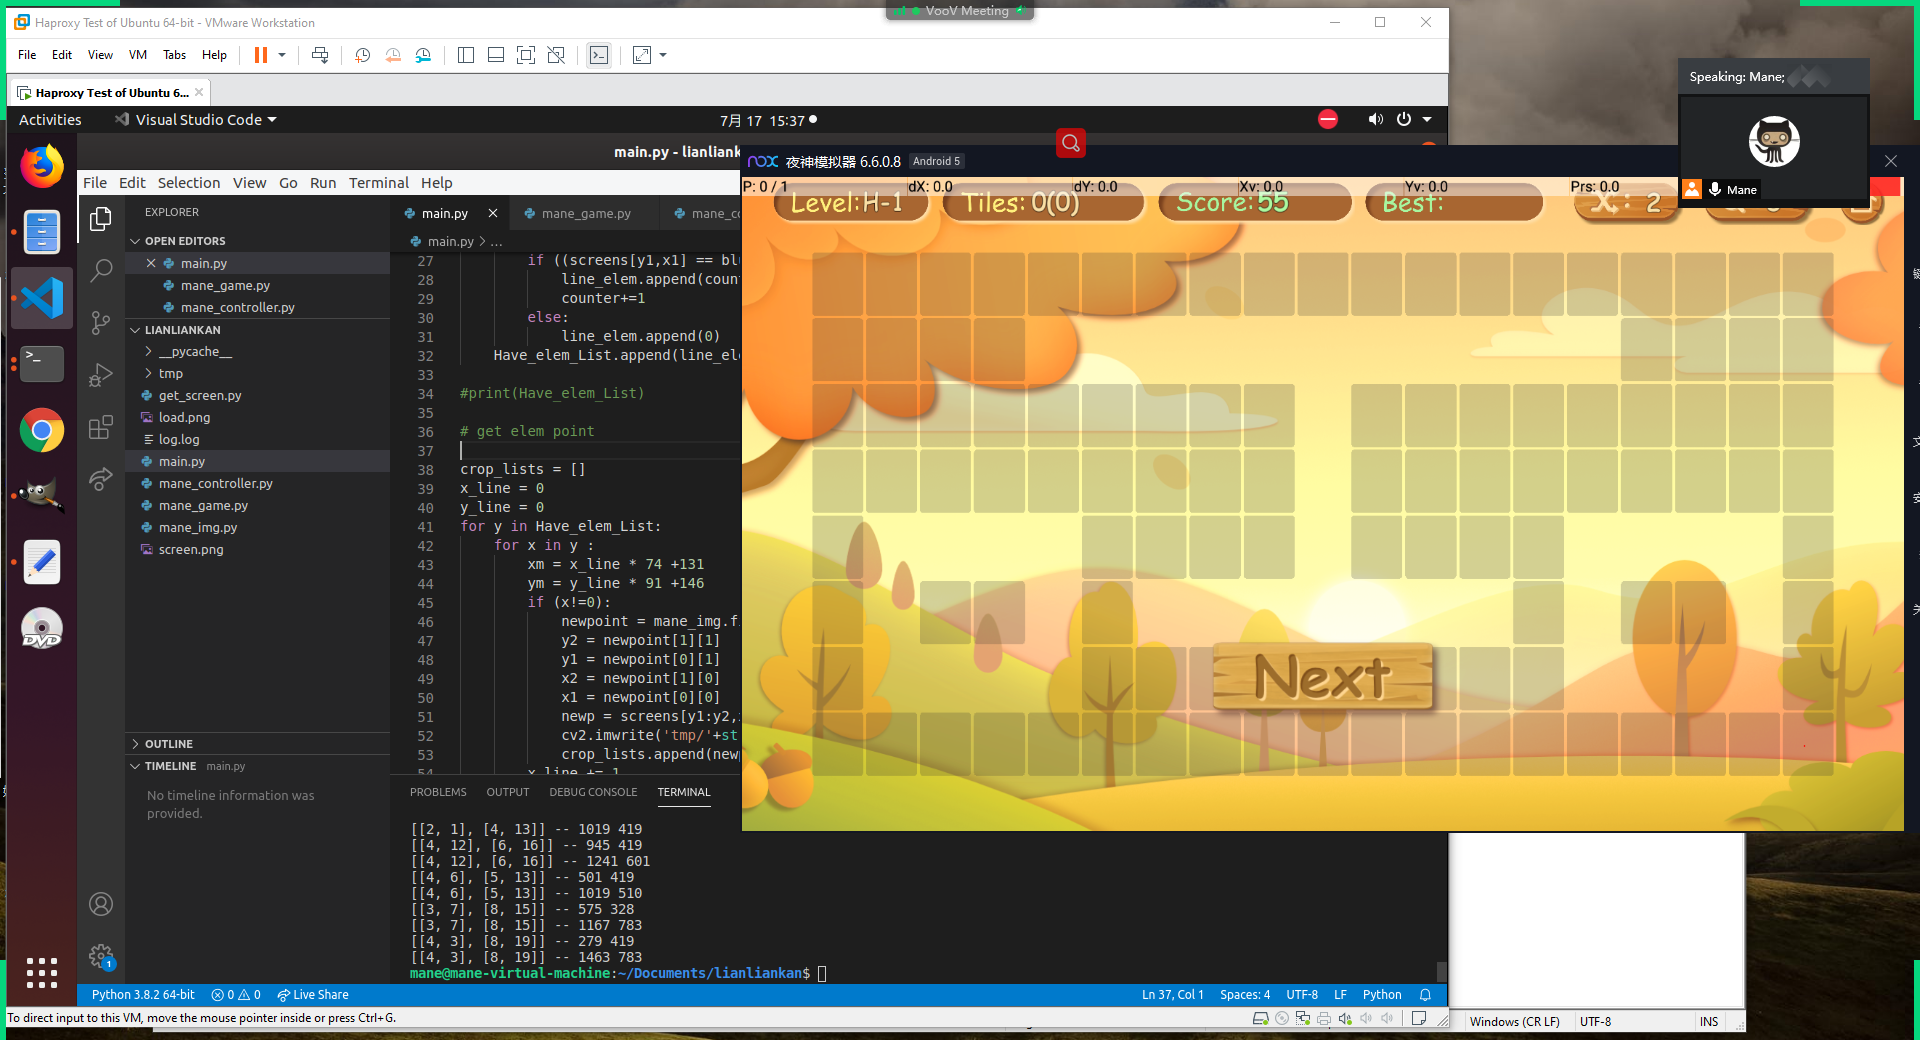 Haproxy Test of Ubuntu 64-bit - VMware Workstation
VooV Meeting
File Edit View VM Tabs Help
Haproxy Test of Ubuntu 6...
Speaking: Mane;
Mane
Activities
Visual Studio Code
7月 17 15:37
main.py - lianliank
File Edit Selection View Go Run Terminal Help
EXPLORER
OPEN EDITORS
main.py
mane_game.py
mane_controller.py
LIANLIANKAN
__pycache__
tmp
get_screen.py
load.png
log.log
main.py
mane_controller.py
mane_game.py
mane_img.py
screen.png
OUTLINE
TIMELINE main.py
No timeline information was
provided.
main.py
mane_game.py
mane_co
main.py > ...
27 if ((screens[y1,x1] == bl
28 line_elem.append(coun
29 counter+=1
30 else:
31 line_elem.append(0)
32 Have_elem_List.append(line_el
33
34 #print(Have_elem_List)
35
36 # get elem point
37
38 crop_lists = []
39 x_line = 0
40 y_line = 0
41 for y in Have_elem_List:
42 for x in y :
43 xm = x_line * 74 +131
44 ym = y_line * 91 +146
45 if (x!=0):
46 newpoint = mane_img.f
47 y2 = newpoint[1][1]
48 y1 = newpoint[0][1]
49 x2 = newpoint[1][0]
50 x1 = newpoint[0][0]
51 newp = screens[y1:y2,
52 cv2.imwrite('tmp/'+st
53 crop_lists.append(new
54 x_line += 1
PROBLEMS OUTPUT DEBUG CONSOLE TERMINAL
[[2, 1], [4, 13]] -- 1019 419
[[4, 12], [6, 16]] -- 945 419
[[4, 12], [6, 16]] -- 1241 601
[[4, 6], [5, 13]] -- 501 419
[[4, 6], [5, 13]] -- 1019 510
[[3, 7], [8, 15]] -- 575 328
[[3, 7], [8, 15]] -- 1167 783
[[4, 3], [8, 19]] -- 279 419
[[4, 3], [8, 19]] -- 1463 783
mane@mane-virtual-machine:~/Documents/lianliankan$
1
Python 3.8.2 64-bit 0 0 Live Share
Ln 37, Col 1 Spaces: 4 UTF-8 LF Python
To direct input to this VM, move the mouse pointer inside or press Ctrl+G.
DVD
nox 夜神模拟器 6.6.0.8 Android 5
P: 0 / 1 dX: 0.0 dY: 0.0 Xv: 0.0 Yv: 0.0 Prs: 0.0
Level:H-1 Tiles: 0(0) Score:55 Best: : 2
Next
Windows (CR LF) UTF-8 INS